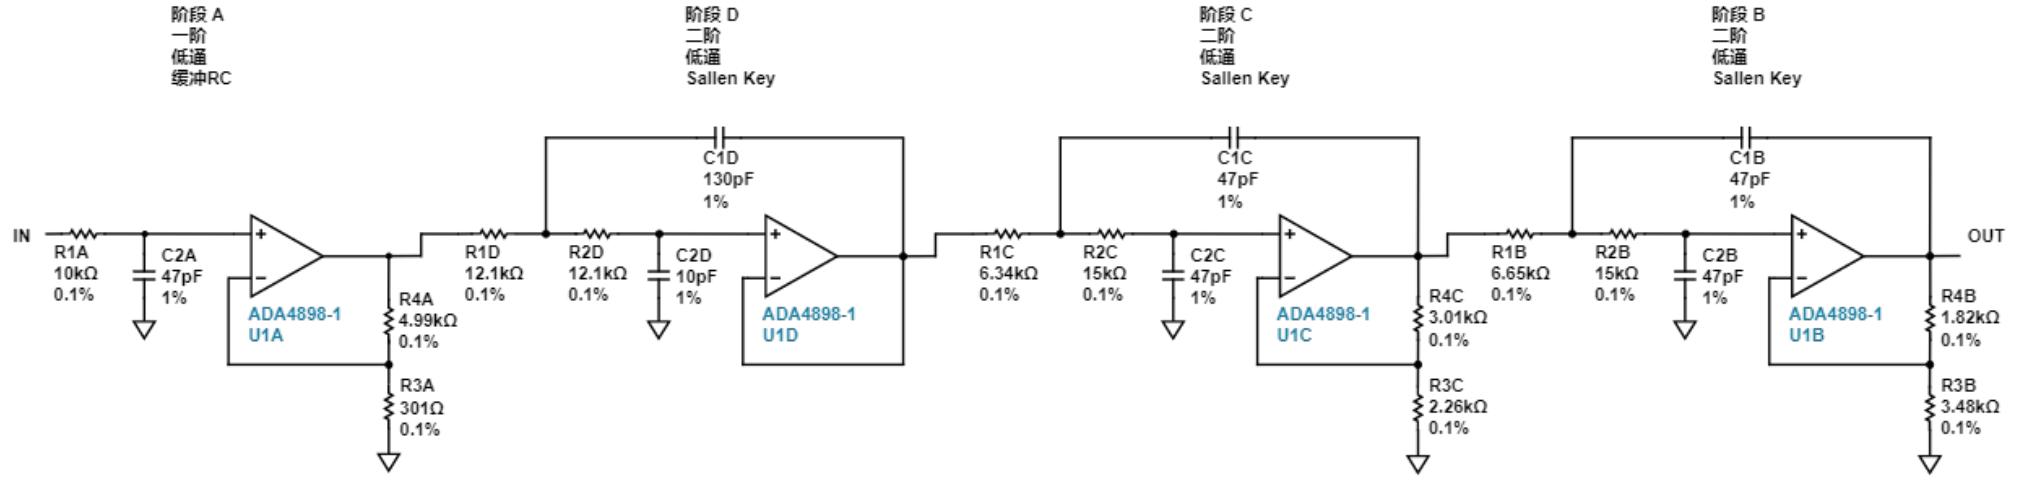 阶段 A
一阶
低通
缓冲RC
阶段 D
二阶
低通
Sallen Key
阶段 C
二阶
低通
Sallen Key
阶段 B
二阶
低通
Sallen Key
IN
R1A
10kΩ
0.1%
C2A
47pF
1%
+
−
ADA4898-1
U1A
R4A
4.99kΩ
0.1%
R3A
301Ω
0.1%
R1D
12.1kΩ
0.1%
R2D
12.1kΩ
0.1%
C1D
130pF
1%
C2D
10pF
1%
+
−
ADA4898-1
U1D
R1C
6.34kΩ
0.1%
R2C
15kΩ
0.1%
C1C
47pF
1%
C2C
47pF
1%
+
−
ADA4898-1
U1C
R4C
3.01kΩ
0.1%
R3C
2.26kΩ
0.1%
R1B
6.65kΩ
0.1%
R2B
15kΩ
0.1%
C1B
47pF
1%
C2B
47pF
1%
+
−
ADA4898-1
U1B
R4B
1.82kΩ
0.1%
R3B
3.48kΩ
0.1%
OUT